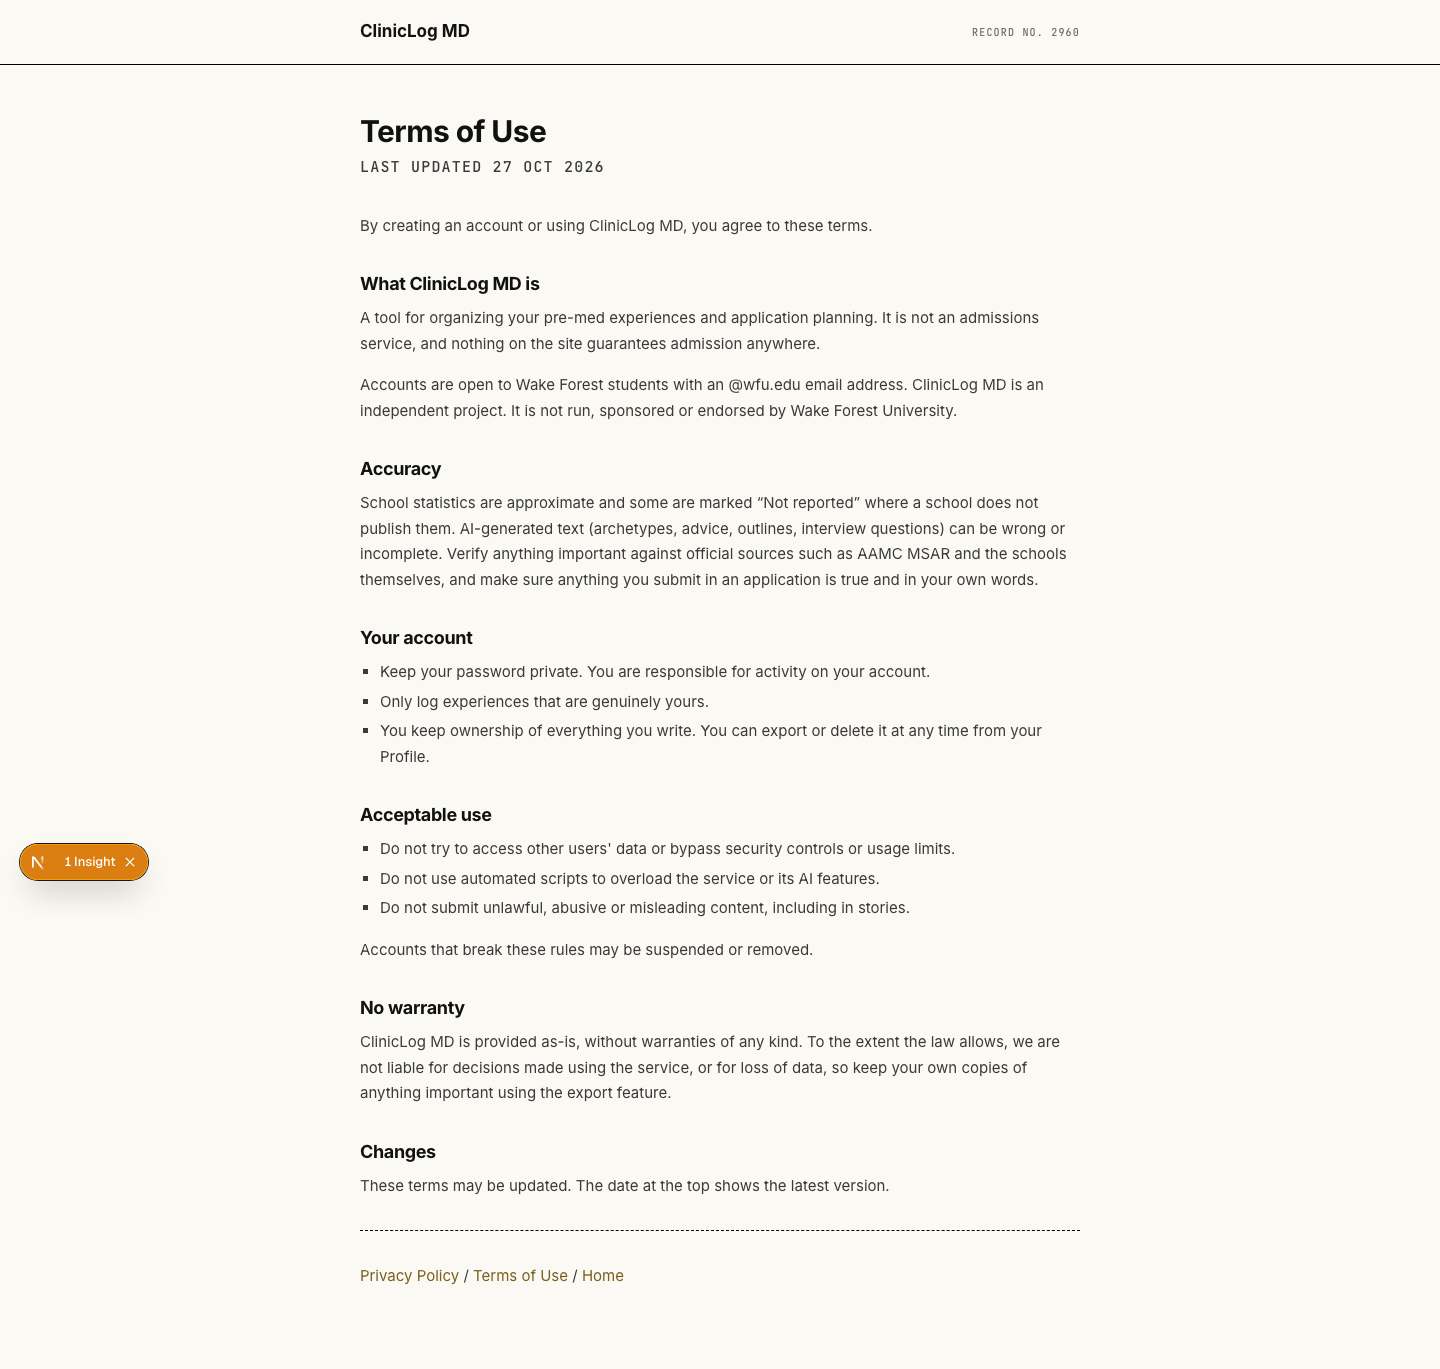 ClinicLog MD
RECORD NO. 2960
Terms of Use
LAST UPDATED 27 OCT 2026
By creating an account or using ClinicLog MD, you agree to these terms.
What ClinicLog MD is
A tool for organizing your pre-med experiences and application planning. It is not an admissions
service, and nothing on the site guarantees admission anywhere.
Accounts are open to Wake Forest students with an @wfu.edu email address. ClinicLog MD is an
independent project. It is not run, sponsored or endorsed by Wake Forest University.
Accuracy
School statistics are approximate and some are marked “Not reported” where a school does not
publish them. AI-generated text (archetypes, advice, outlines, interview questions) can be wrong or
incomplete. Verify anything important against official sources such as AAMC MSAR and the schools
themselves, and make sure anything you submit in an application is true and in your own words.
Your account
Keep your password private. You are responsible for activity on your account.
Only log experiences that are genuinely yours.
You keep ownership of everything you write. You can export or delete it at any time from your
Profile.
Acceptable use
Do not try to access other users' data or bypass security controls or usage limits.
1 Insight
Do not use automated scripts to overload the service or its AI features.
Do not submit unlawful, abusive or misleading content, including in stories.
Accounts that break these rules may be suspended or removed.
No warranty
ClinicLog MD is provided as-is, without warranties of any kind. To the extent the law allows, we are
not liable for decisions made using the service, or for loss of data, so keep your own copies of
anything important using the export feature.
Changes
These terms may be updated. The date at the top shows the latest version.
Privacy Policy / Terms of Use / Home